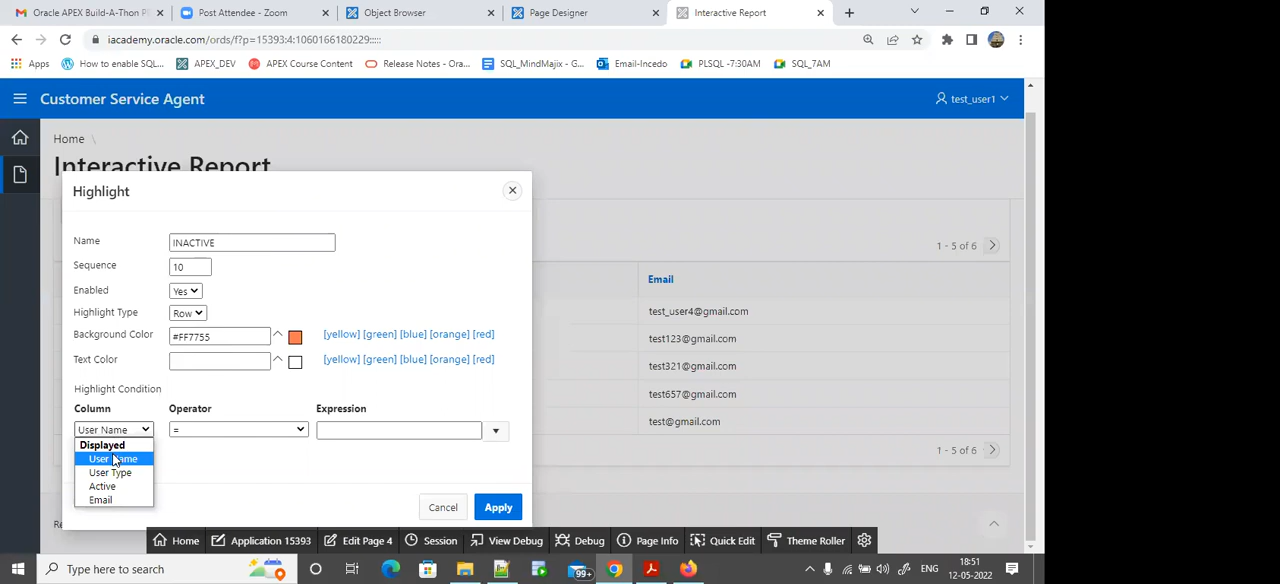 Oracle APEX Build-A-Thon P
Post Attendee - Zoom
Object Browser
Page Designer
Interactive Report
iacademy.oracle.com/ords/f?p=15393:4:1060166180229:::::
Apps
How to enable SQL...
APEX_DEV
APEX Course Content
Release Notes - Ora...
SQL_MindMajix - G...
Email-Incedo
PLSQL -7:30AM
SQL_7AM
Customer Service Agent
test_user1
Home \
Interactive Report
Highlight
Name
INACTIVE
Sequence
10
1 - 5 of 6
Enabled
Yes
Email
Highlight Type
Row
test_user4@gmail.com
Background Color
#FF7755
[yellow] [green] [blue] [orange] [red]
test123@gmail.com
Text Color
[yellow] [green] [blue] [orange] [red]
test321@gmail.com
Highlight Condition
test657@gmail.com
Column
Operator
Expression
User Name
=
test@gmail.com
Displayed
User Name
User Type
Active
Email
1 - 5 of 6
Cancel
Apply
Re
Home
Application 15393
Edit Page 4
Session
View Debug
Debug
Page Info
Quick Edit
Theme Roller
Type here to search
99+
ENG
18:51
12-05-2022